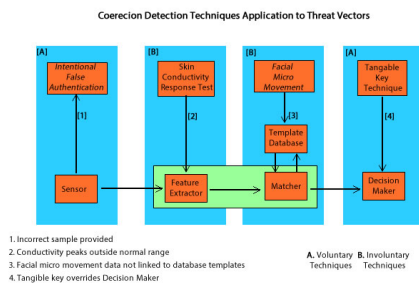 Coerecion Detection Techniques Application to Threat Vectors
[A]
[B]
[B]
[A]
Intentional
False
Authentication
Skin
Conductivity
Response Test
Facial
Micro
Movement
Tangable
Key
Technique
[1]
[2]
[3]
[4]
Template
Database
Sensor
Feature
Extractor
Matcher
Decision
Maker
1. Incorrect sample provided
2. Conductivity peaks outside normal range
3. Facial micro movement data not linked to database templates
4. Tangable key overrides Decision Maker
A. Voluntary B. Involuntary
Techniques Techniques